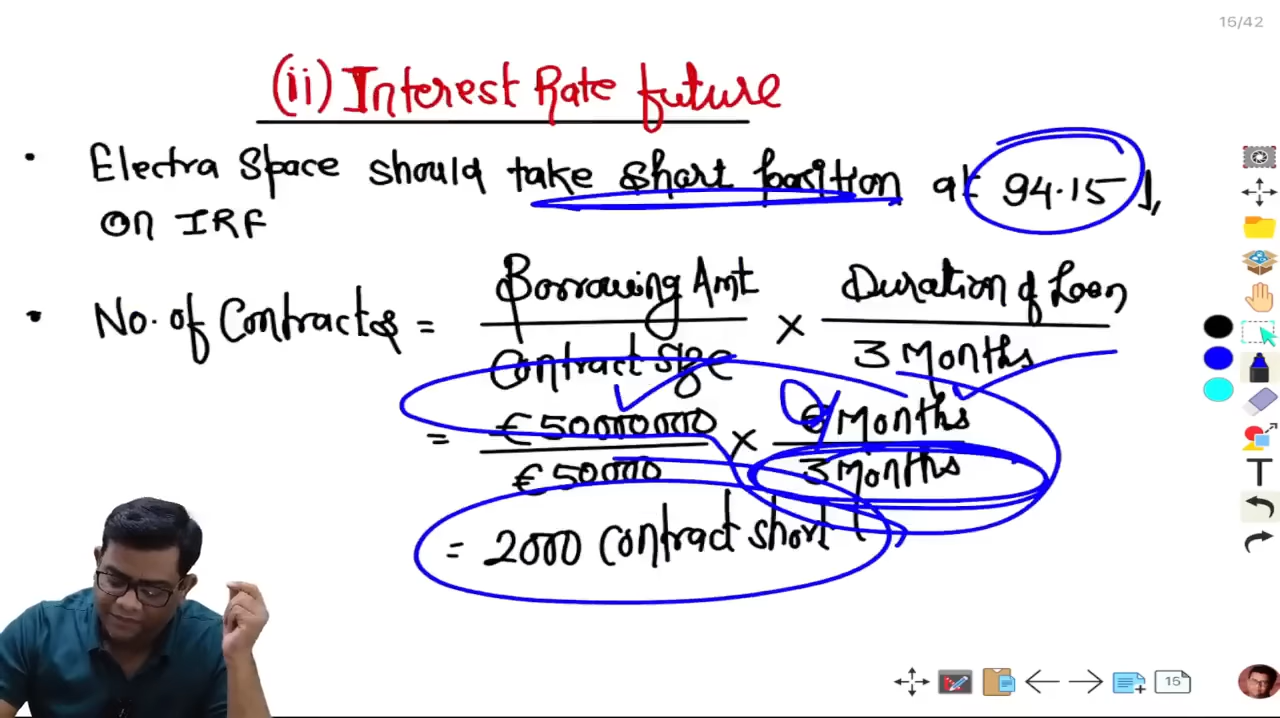 15/42
(ii) Interest Rate future
• Electra Space should take short position at 94.15
on IRF
• No. of Contracts = Borrowing Amt / Contract size × Duration of Loan / 3 Months
= €50000000 / €50000 × 6 Months / 3 Months
= 2000 contract short
15